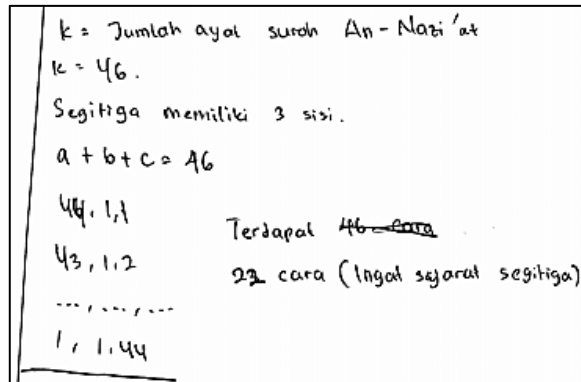 k = Jumlah ayat surah An-Nazi'at
k = 46.
Segitiga memiliki 3 sisi.
a + b + c = 46
44, 1, 1
43, 1, 2
..., ..., ...
1, 1, 44
Terdapat 46 cara
22 cara (Ingat syarat segitiga)